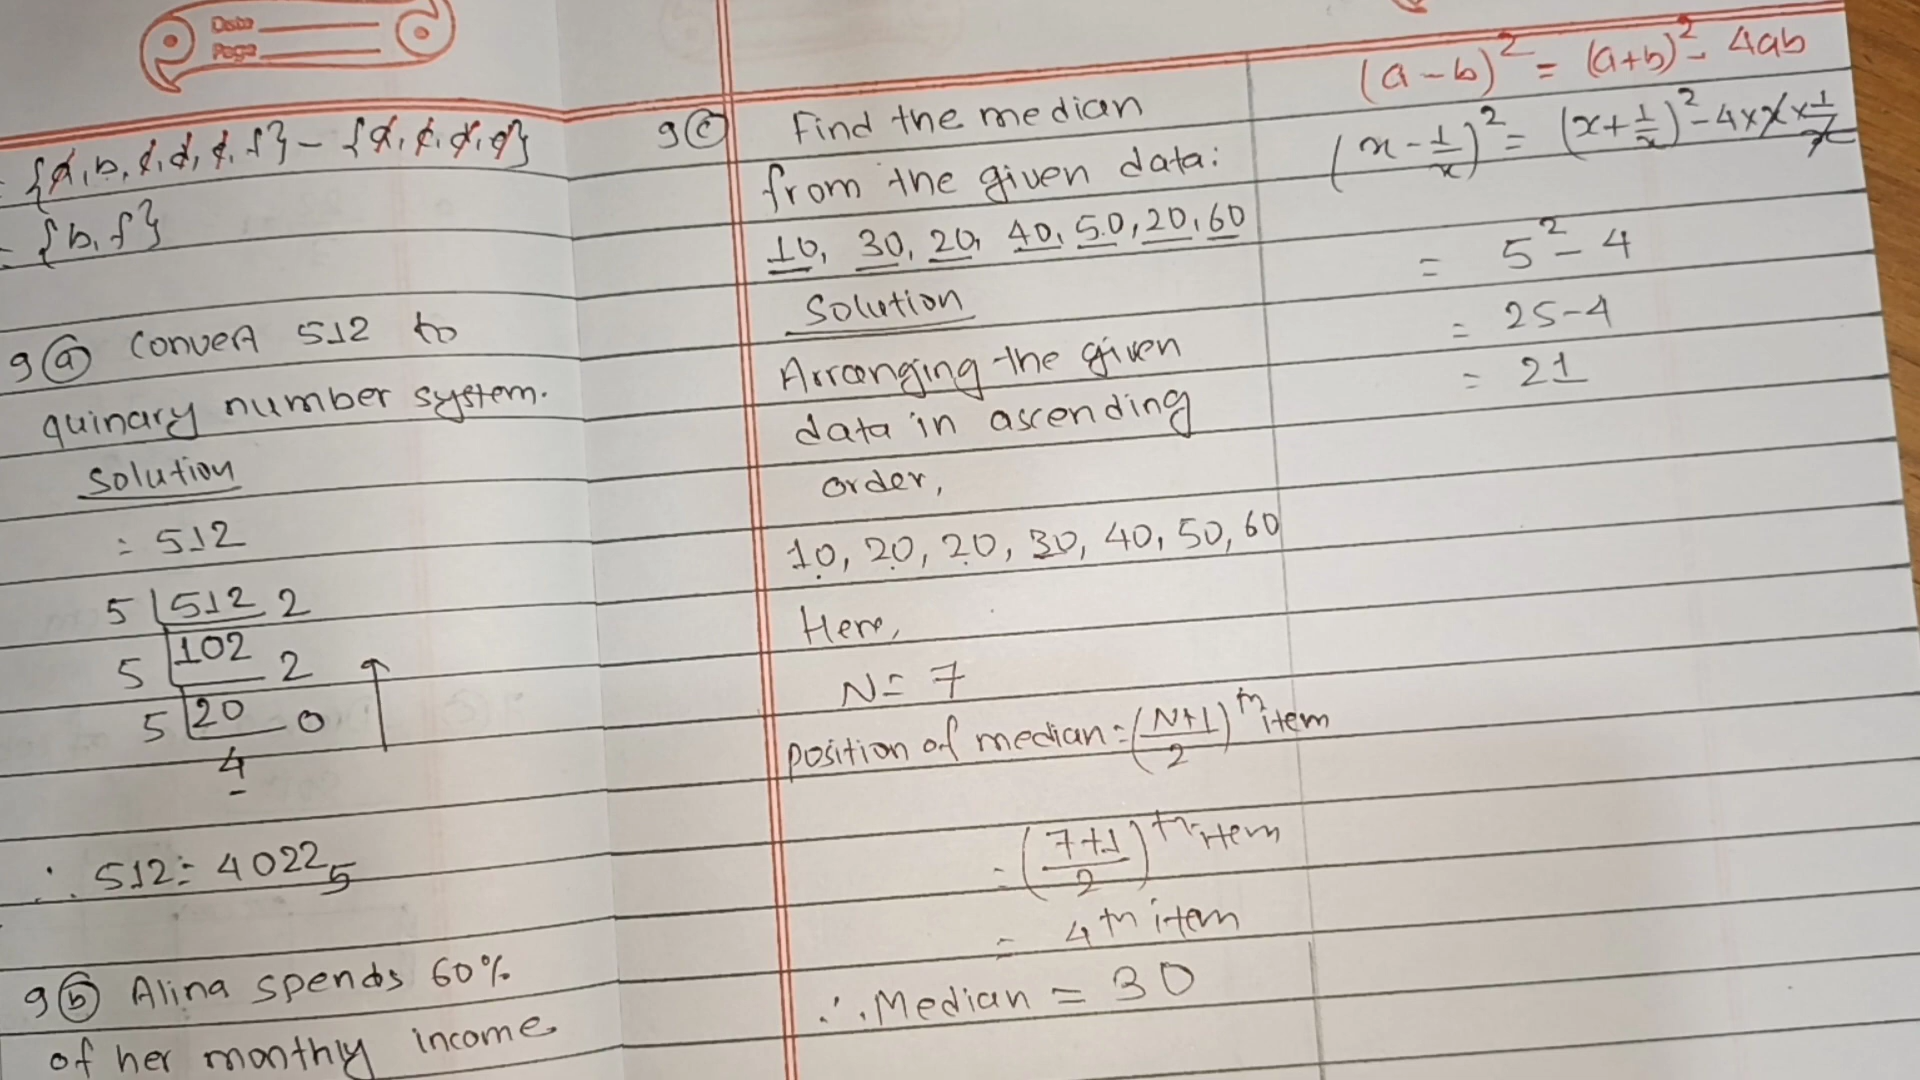 Date
Page
= {a, b, c, d, e, f} - {a, c, d, e}
= {b, f}
9 (a) Convert 512 to
quinary number system.
Solution
= 512
5 | 512 2
5 | 102 2
5 | 20 - 0
4
∴ 512 = 4022₅
9 (b) Alina spends 60%
of her monthly income
9 (c) Find the median
from the given data:
10, 30, 20, 40, 50, 20, 60
Solution
Arranging the given
data in ascending
order,
10, 20, 20, 30, 40, 50, 60
Here,
N = 7
position of median = (N+1/2)th item
= (7+1/2)th item
= 4th item
∴ Median = 30
(a - b)² = (a+b)² - 4ab
(x - 1/x)² = (x + 1/x)² - 4 × x × 1/x
= 5² - 4
= 25 - 4
= 21